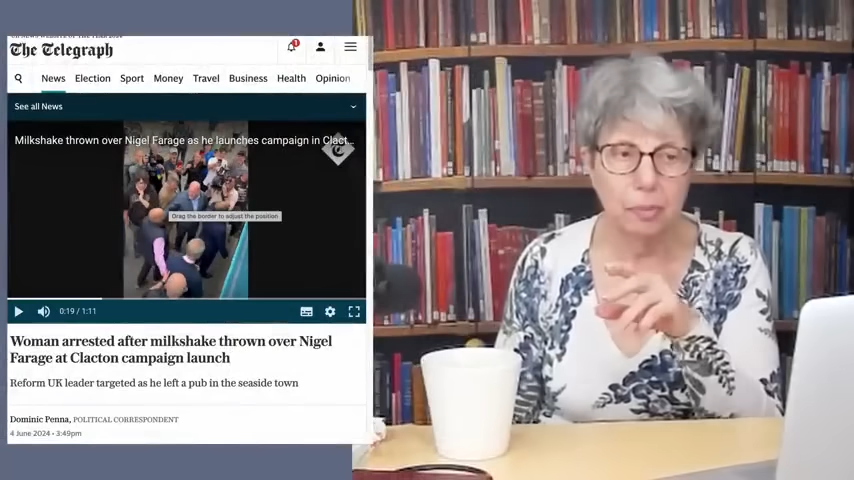 The Telegraph
1
News Election Sport Money Travel Business Health Opinion
See all News
Milkshake thrown over Nigel Farage as he launches campaign in Clact...
Drag the border to adjust the position
0:19 / 1:11
Woman arrested after milkshake thrown over Nigel
Farage at Clacton campaign launch
Reform UK leader targeted as he left a pub in the seaside
town
Dominic Penna, POLITICAL CORRESPONDENT
4 June 2024 • 3:49pm